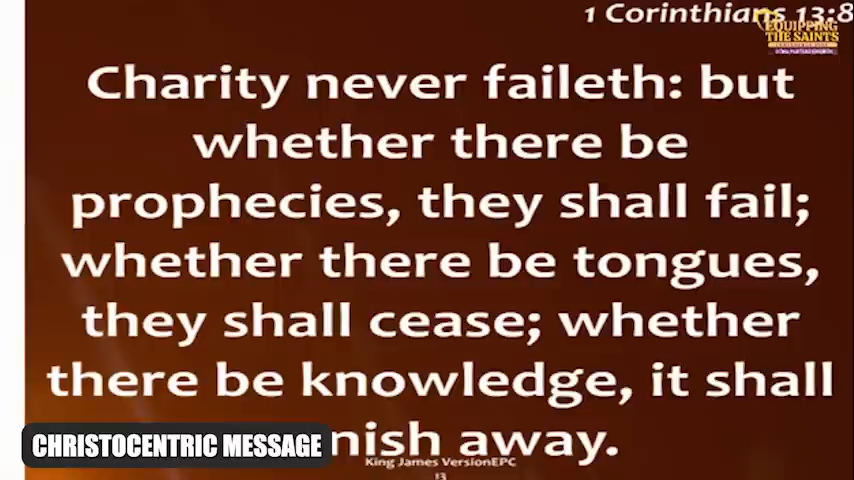 1 Corinthians 13:8
EQUIPPING
THE SAINTS
Charity never faileth: but
whether there be
prophecies, they shall fail;
whether there be tongues,
they shall cease; whether
there be knowledge, it shall
nish away.
CHRISTOCENTRIC MESSAGE
King James VersionEPC
13